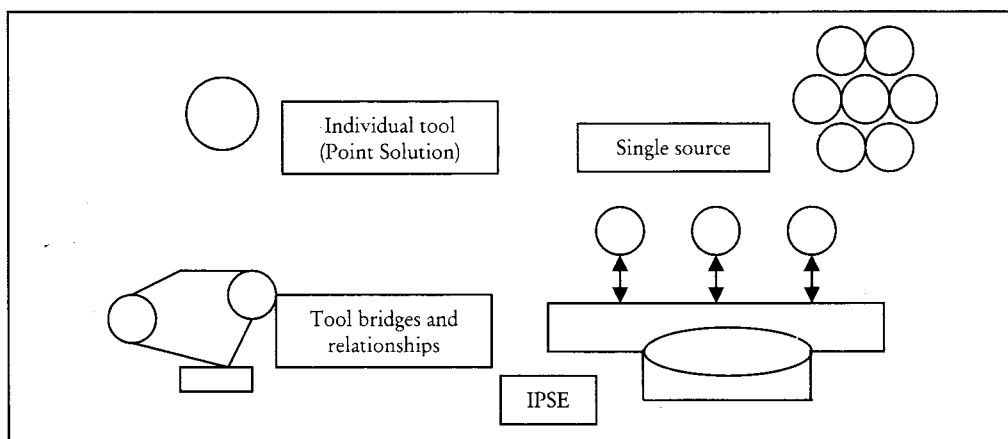 Individual tool
(Point Solution)
Single source
Tool bridges and
relationships
IPSE